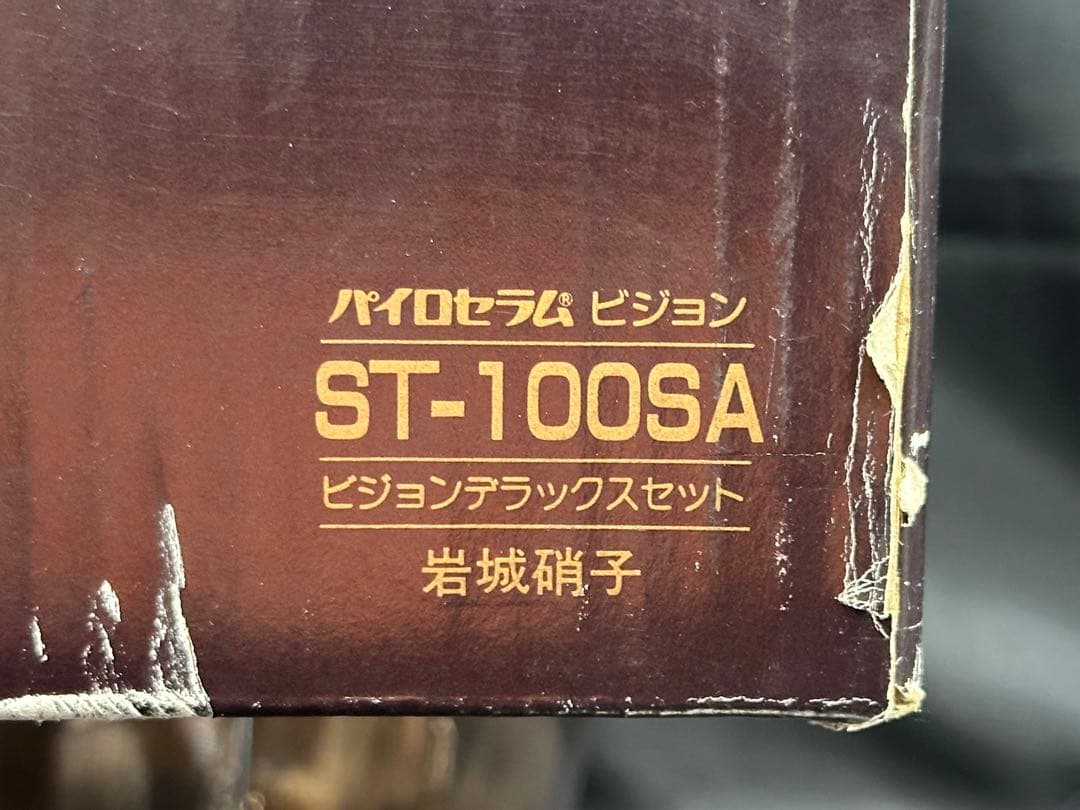 パイロセラム® ビジョン
ST-100SA
ビジョンデラックスセット
岩城硝子